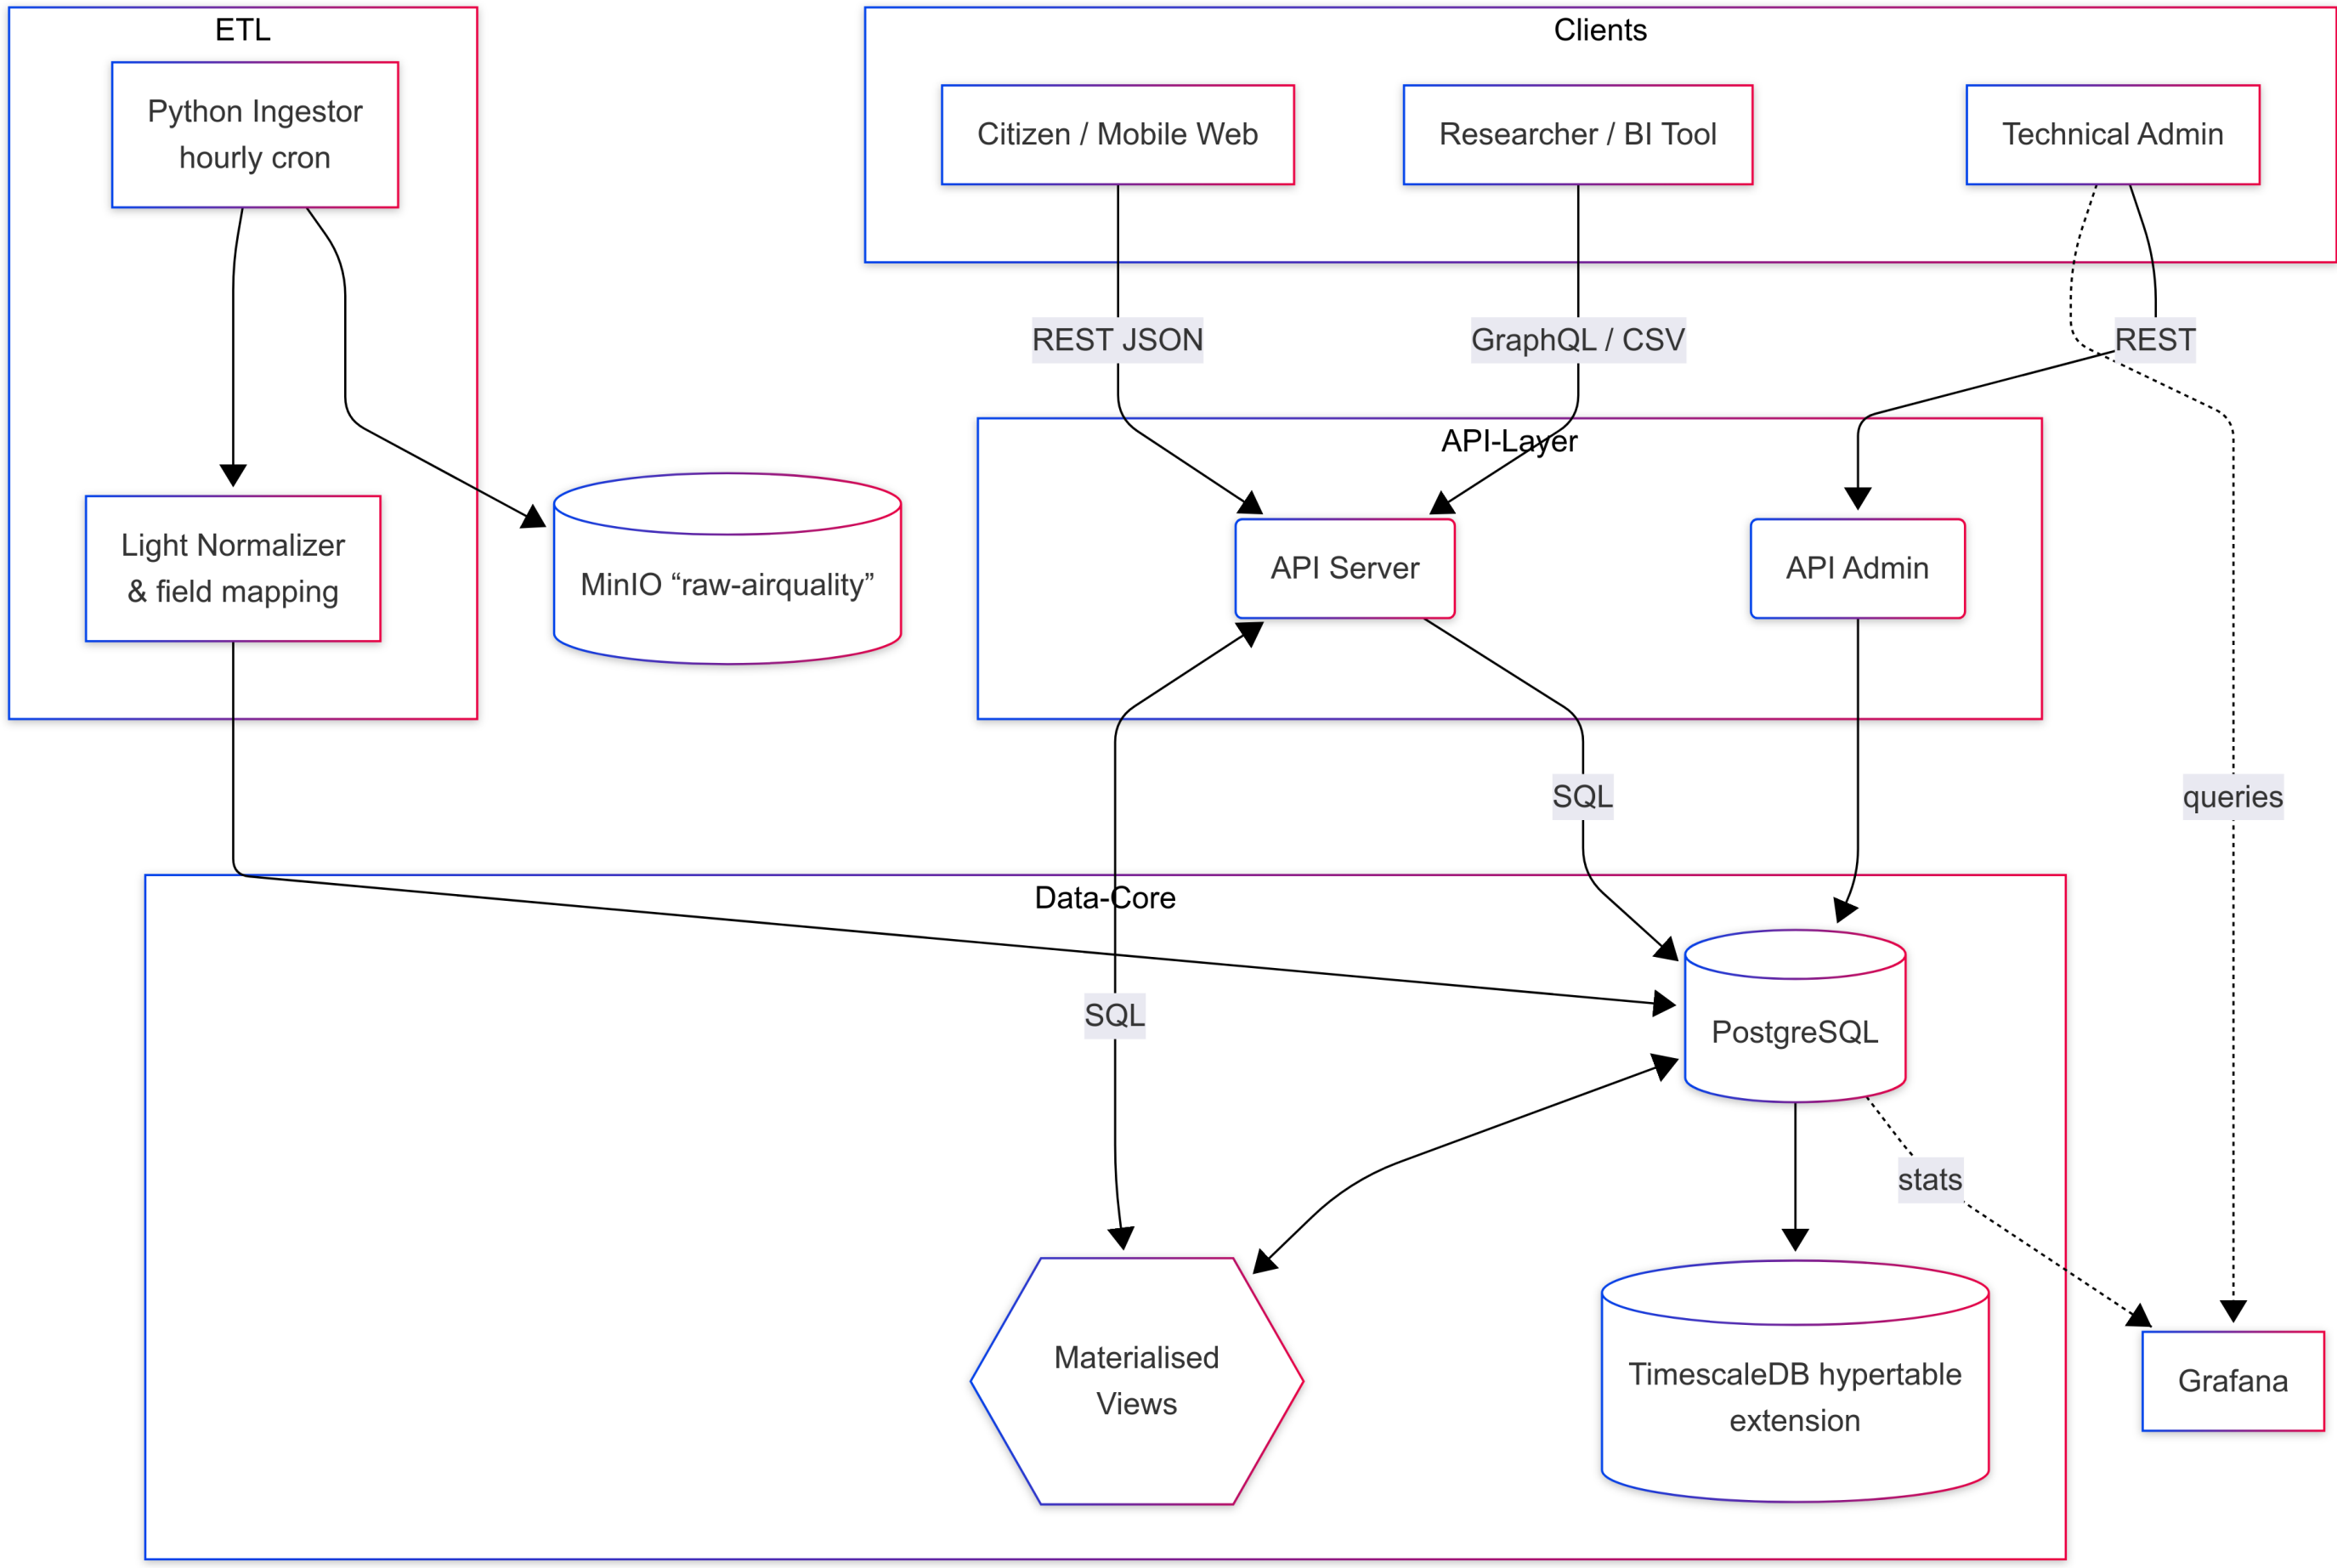 ETL
Python Ingestor
hourly cron
Light Normalizer
& field mapping
MinIO “raw-airquality”
Clients
Citizen / Mobile Web
Researcher / BI Tool
Technical Admin
REST JSON
GraphQL / CSV
REST
API-Layer
API Server
API Admin
SQL
queries
Data-Core
SQL
PostgreSQL
stats
Materialised
Views
TimescaleDB hypertable
extension
Grafana